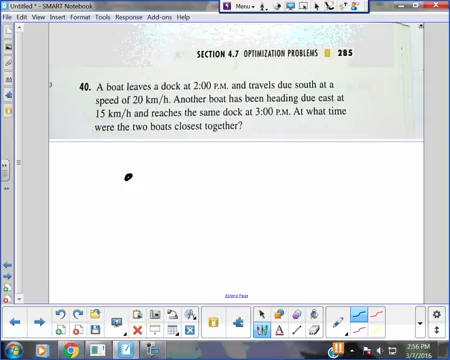 Untitled * - SMART Notebook
Menu
File Edit View Insert Format Tools Response Add-ons Help
SECTION 4.7 OPTIMIZATION PROBLEMS 285
40. A boat leaves a dock at 2:00 P.M. and travels due south at a
speed of 20 km/h. Another boat has been heading due east at
15 km/h and reaches the same dock at 3:00 P.M. At what time
were the two boats closest together?
Extend Page
2:56 PM
3/7/2016